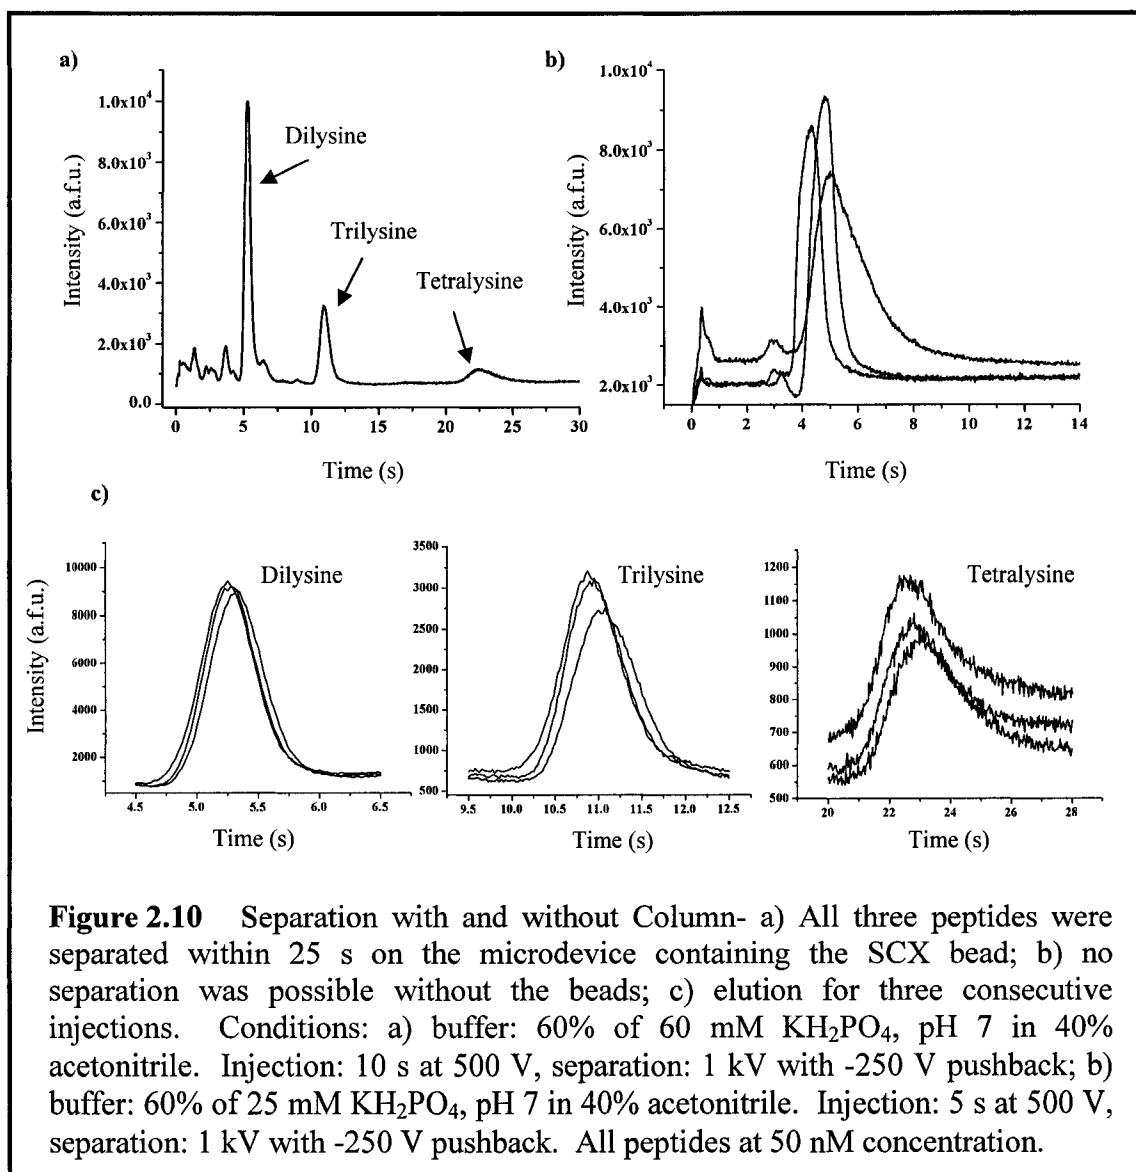 a)
Intensity (a.f.u.)
1.0x10⁴
8.0x10³
6.0x10³
4.0x10³
2.0x10³
0.0
Dilysine
Trilysine
Tetralysine
0 5 10 15 20 25 30
Time (s)
b)
Intensity (a.f.u.)
1.0x10⁴
8.0x10³
6.0x10³
4.0x10³
2.0x10³
0 2 4 6 8 10 12 14
Time (s)
c)
Intensity (a.f.u.)
10000
8000
6000
4000
2000
Dilysine
4.5 5.0 5.5 6.0 6.5
Time (s)
3500
3000
2500
2000
1500
1000
500
Trilysine
9.5 10.0 10.5 11.0 11.5 12.0 12.5
Time (s)
1200
1100
1000
900
800
700
600
500
Tetralysine
20 22 24 26 28
Time (s)
Figure 2.10 Separation with and without Column- a) All three peptides were
separated within 25 s on the microdevice containing the SCX bead; b) no
separation was possible without the beads; c) elution for three consecutive
injections. Conditions: a) buffer: 60% of 60 mM KH₂PO₄, pH 7 in 40%
acetonitrile. Injection: 10 s at 500 V, separation: 1 kV with -250 V pushback; b)
buffer: 60% of 25 mM KH₂PO₄, pH 7 in 40% acetonitrile. Injection: 5 s at 500 V,
separation: 1 kV with -250 V pushback. All peptides at 50 nM concentration.